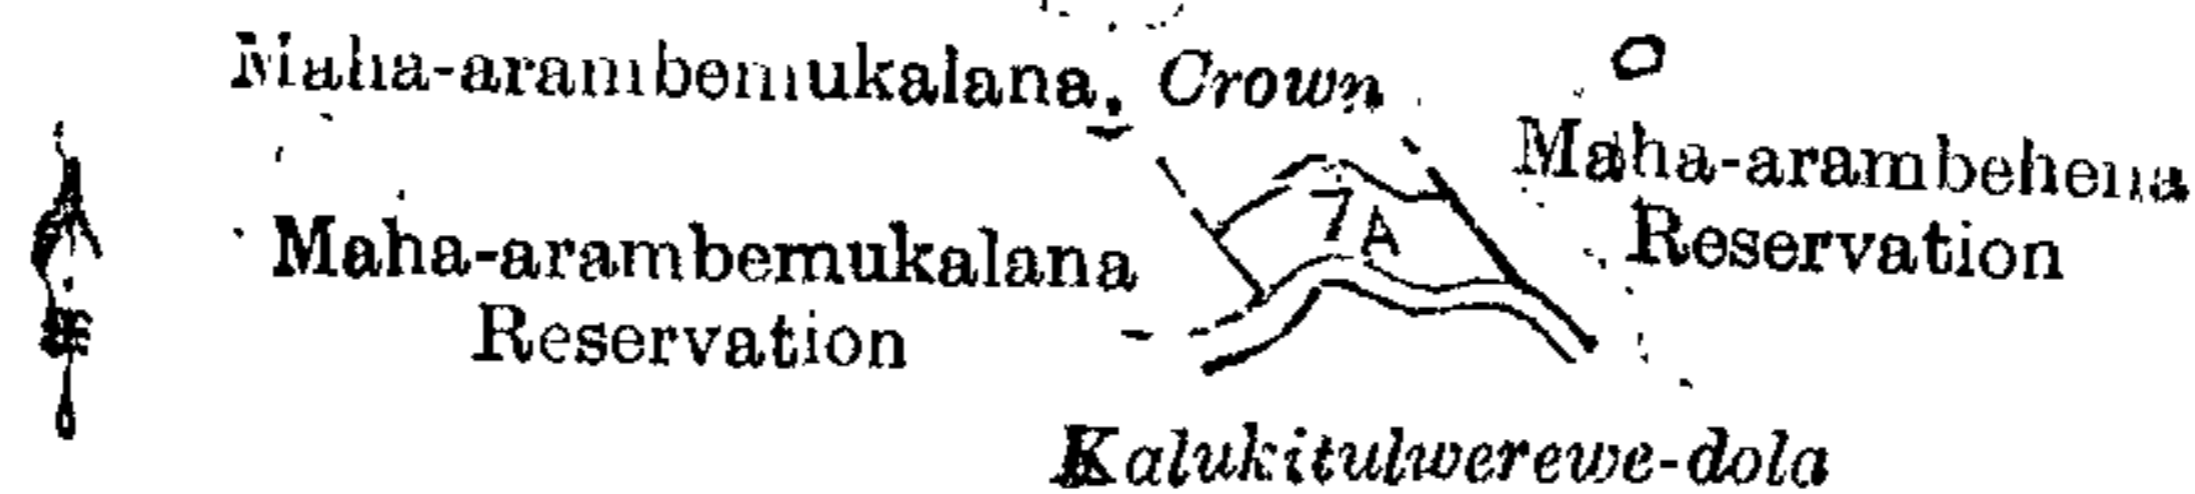 Maha-arambemukalana, Crown
Maha-arambehena
Reservation
7A
Maha-arambemukalana
Reservation
Kalukitulwerewe-dola